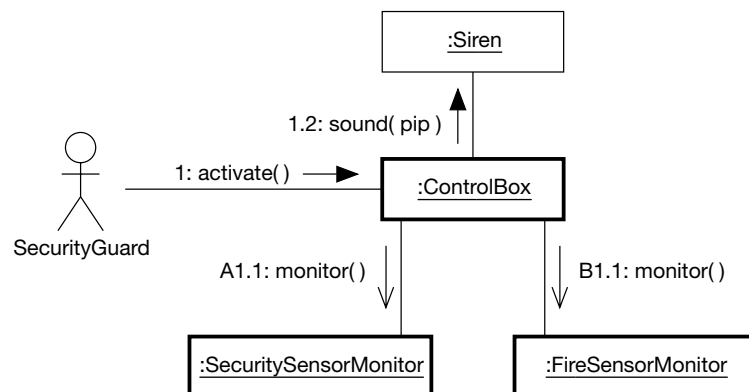 :Siren
1.2: sound( pip )
1: activate( )
:ControlBox
SecurityGuard
A1.1: monitor( )
B1.1: monitor( )
:SecuritySensorMonitor
:FireSensorMonitor